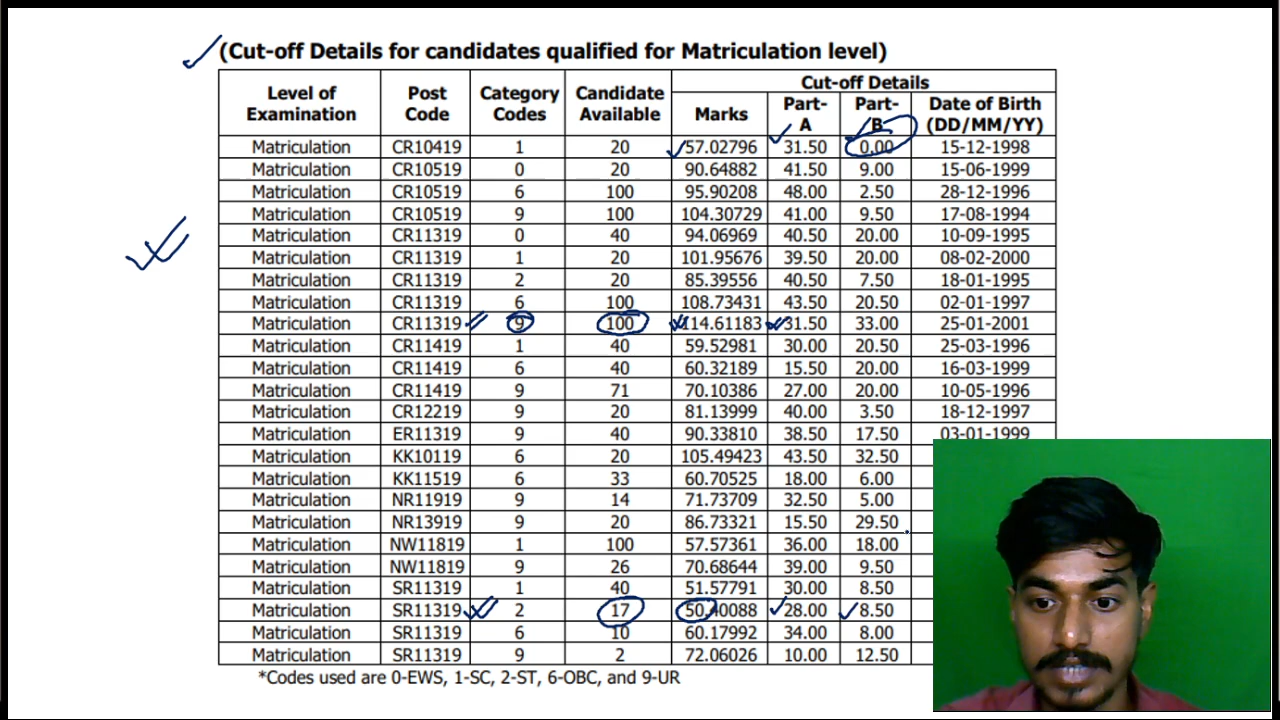 (Cut-off Details for candidates qualified for Matriculation level)
Level of Examination Post Code Category Codes Candidate Available Cut-off Details
Marks Part-A Part-B Date of Birth (DD/MM/YY)
Matriculation CR10419 1 20 57.02796 31.50 0.00 15-12-1998
Matriculation CR10519 0 20 90.64882 41.50 9.00 15-06-1999
Matriculation CR10519 6 100 95.90208 48.00 2.50 28-12-1996
Matriculation CR10519 9 100 104.30729 41.00 9.50 17-08-1994
Matriculation CR11319 0 40 94.06969 40.50 20.00 10-09-1995
Matriculation CR11319 1 20 101.95676 39.50 20.00 08-02-2000
Matriculation CR11319 2 20 85.39556 40.50 7.50 18-01-1995
Matriculation CR11319 6 100 108.73431 43.50 20.50 02-01-1997
Matriculation CR11319 9 100 114.61183 31.50 33.00 25-01-2001
Matriculation CR11419 1 40 59.52981 30.00 20.50 25-03-1996
Matriculation CR11419 6 40 60.32189 15.50 20.00 16-03-1999
Matriculation CR11419 9 71 70.10386 27.00 20.00 10-05-1996
Matriculation CR12219 9 20 81.13999 40.00 3.50 18-12-1997
Matriculation ER11319 9 40 90.33810 38.50 17.50 03-01-1999
Matriculation KK10119 6 20 105.49423 43.50 32.50
Matriculation KK11519 6 33 60.70525 18.00 6.00
Matriculation NR11919 9 14 71.73709 32.50 5.00
Matriculation NR13919 9 20 86.73321 15.50 29.50
Matriculation NW11819 1 100 57.57361 36.00 18.00
Matriculation NW11819 9 26 70.68644 39.00 9.50
Matriculation SR11319 1 40 51.57791 30.00 8.50
Matriculation SR11319 2 17 50.40088 28.00 8.50
Matriculation SR11319 6 10 60.17992 34.00 8.00
Matriculation SR11319 9 2 72.06026 10.00 12.50
*Codes used are 0-EWS, 1-SC, 2-ST, 6-OBC, and 9-UR